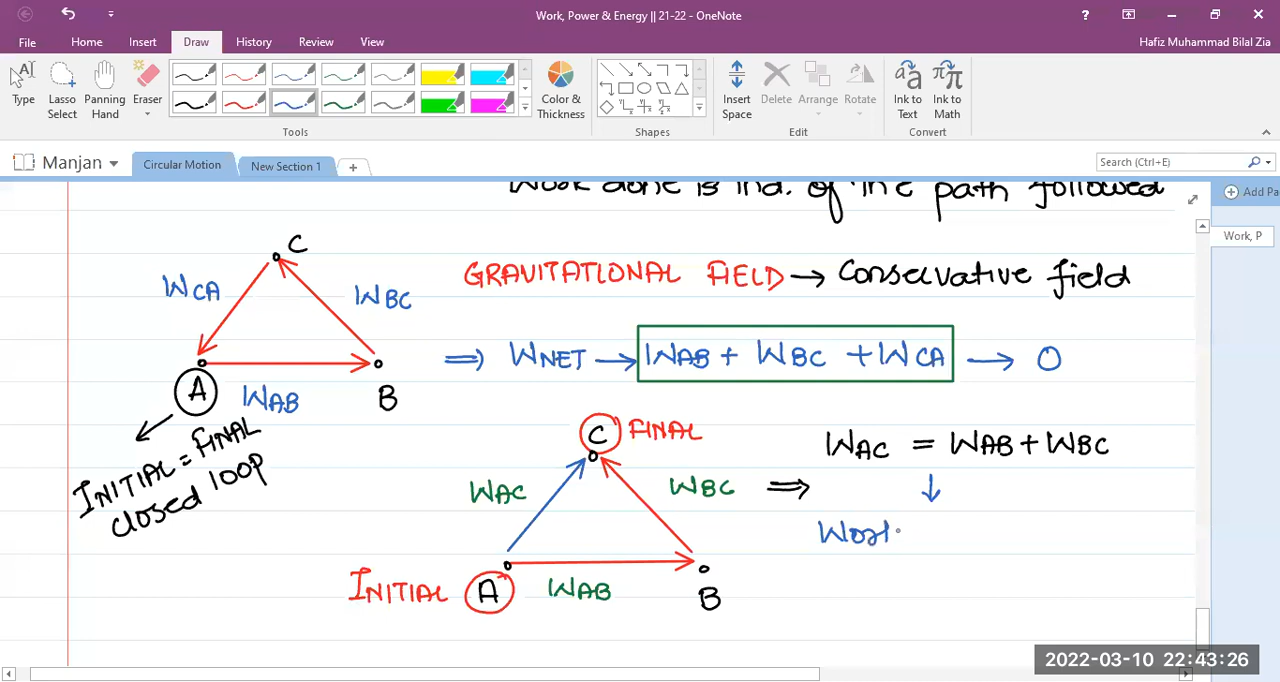 Work, Power & Energy || 21-22 - OneNote
Hafiz Muhammad Bilal Zia
File Home Insert Draw History Review View
Type
Lasso Select
Panning Hand
Eraser
Color & Thickness
Insert Space
Delete
Arrange
Rotate
Ink to Text
Ink to Math
Tools
Shapes
Edit
Convert
Manjan
Circular Motion
New Section 1
Search (Ctrl+E)
Add Pa
Work, P
Work done is ind. of the path followed
C
WCA
WBC
A
WAB
B
INITIAL = FINAL
closed loop
GRAVITATIONAL FIELD → Conservative field
⇒ WNET → WAB + WBC + WCA → 0
C FINAL
WAC
WBC
INITIAL A
WAB
B
⇒
WAC = WAB + WBC
↓
2022-03-10 22:43:26